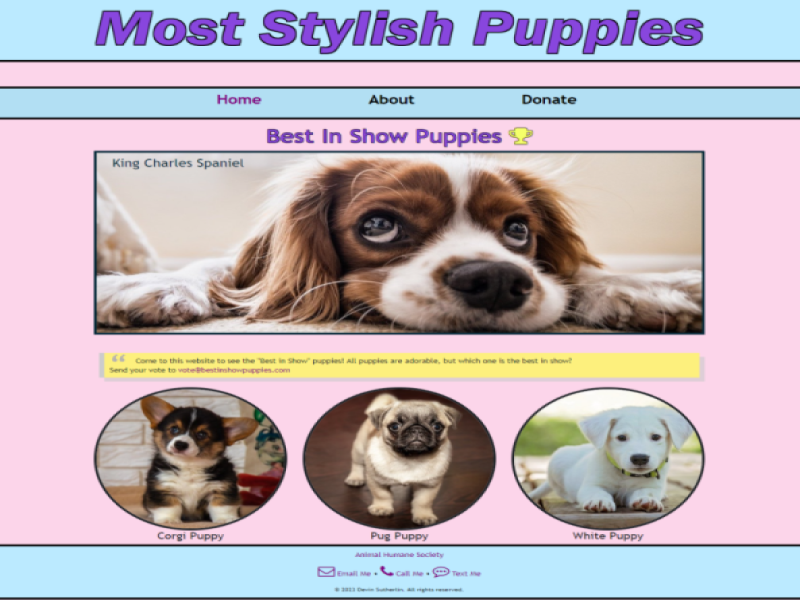 Most Stylish Puppies
Home About Donate
Best In Show Puppies
King Charles Spaniel
“ Come to this website to see the "Best In Show" puppies! All puppies are adorable, but which one is the best in show?
Send your vote to vote@bestinshowpuppies.com
Corgi Puppy Pug Puppy White Puppy
Animal Humane Society
Email Me • Call Me • Text Me
© 2023 Devin Sutherlin. All rights reserved.